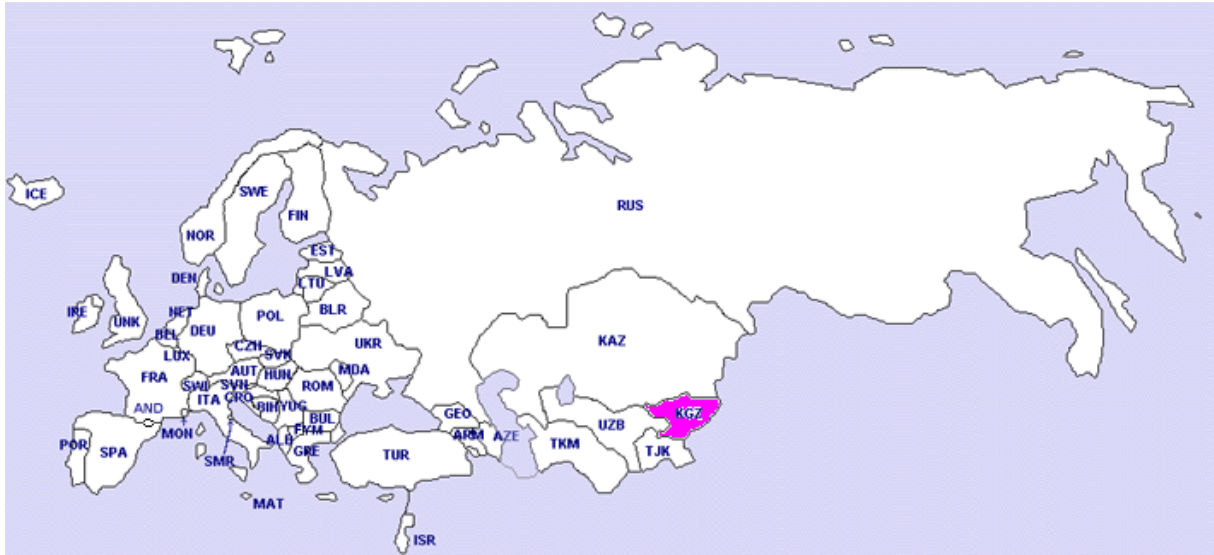 ICE
SWE
RUS
FIN
NOR
EST
LVA
DEN
LTU
IRE
NET
UNK
BLR
POL
DEU
BEL
UKR
KAZ
CZH
SVK
LUX
AUT
HUN
MDA
FRA
SWI
SVN
ROM
ITA
CRO
BIH
YUG
AND
GEO
KGZ
BUL
UZB
FYM
MON
ARM
AZE
ALB
POR
SPA
GRE
TUR
TKM
TJK
SMR
MAT
ISR